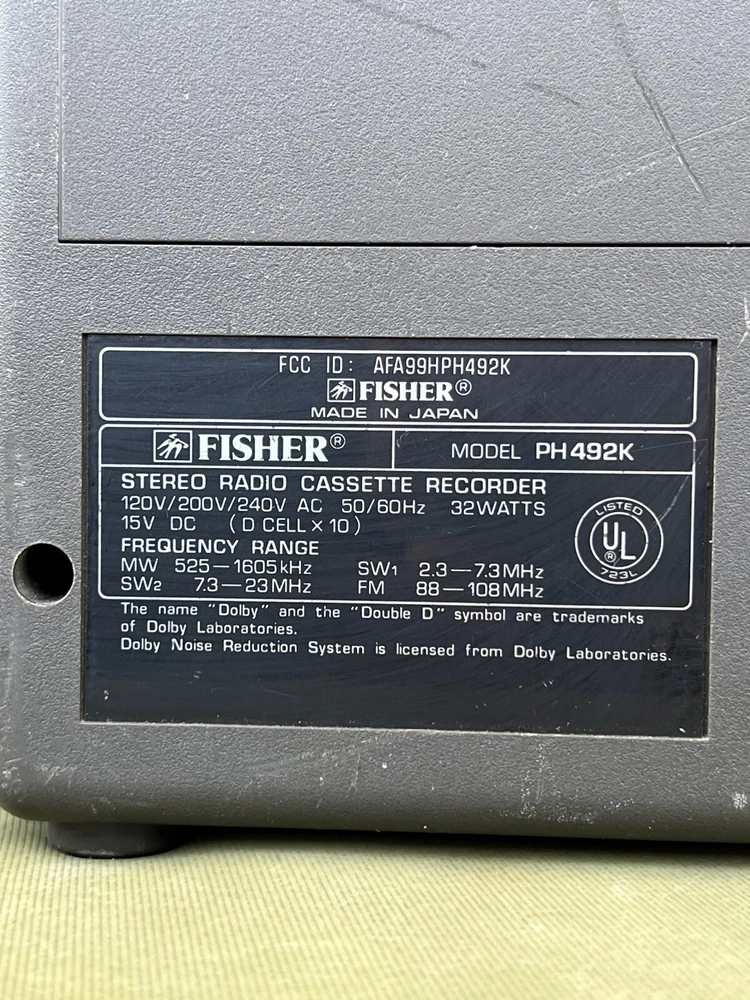 FCC ID: AFA99HPH492K
FISHER®
MADE IN JAPAN
FISHER® MODEL PH492K
STEREO RADIO CASSETTE RECORDER
120V/200V/240V AC 50/60Hz 32WATTS
15V DC (D CELL × 10)
FREQUENCY RANGE
MW 525—1605kHz SW1 2.3—7.3MHz
SW2 7.3—23MHz FM 88—108MHz
LISTED
UL®
723L
The name "Dolby" and the "Double D" symbol are trademarks
of Dolby Laboratories.
Dolby Noise Reduction System is licensed from Dolby Laboratories.